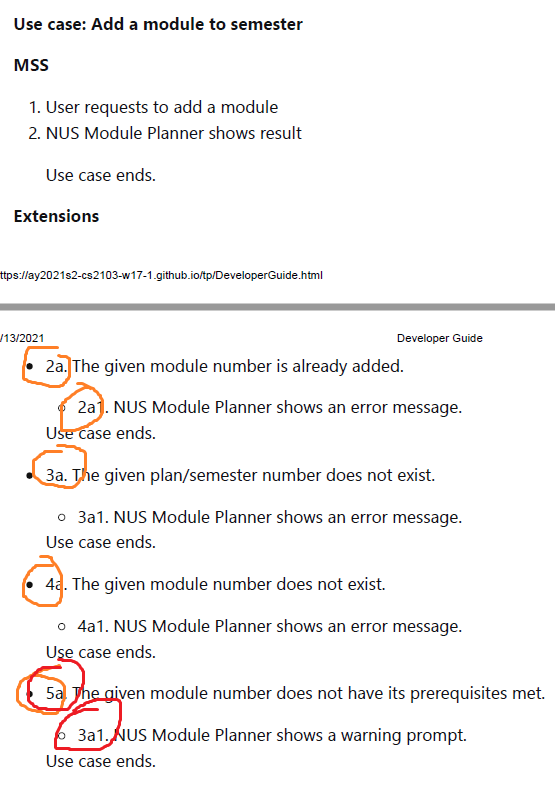 Use case: Add a module to semester
MSS
1. User requests to add a module
2. NUS Module Planner shows result
Use case ends.
Extensions
ttps://ay2021s2-cs2103-w17-1.github.io/tp/DeveloperGuide.html
/13/2021 Developer Guide
• 2a. The given module number is already added.
○ 2a1. NUS Module Planner shows an error message.
Use case ends.
• 3a. The given plan/semester number does not exist.
○ 3a1. NUS Module Planner shows an error message.
Use case ends.
• 4a. The given module number does not exist.
○ 4a1. NUS Module Planner shows an error message.
Use case ends.
• 5a. The given module number does not have its prerequisites met.
○ 3a1. NUS Module Planner shows a warning prompt.
Use case ends.